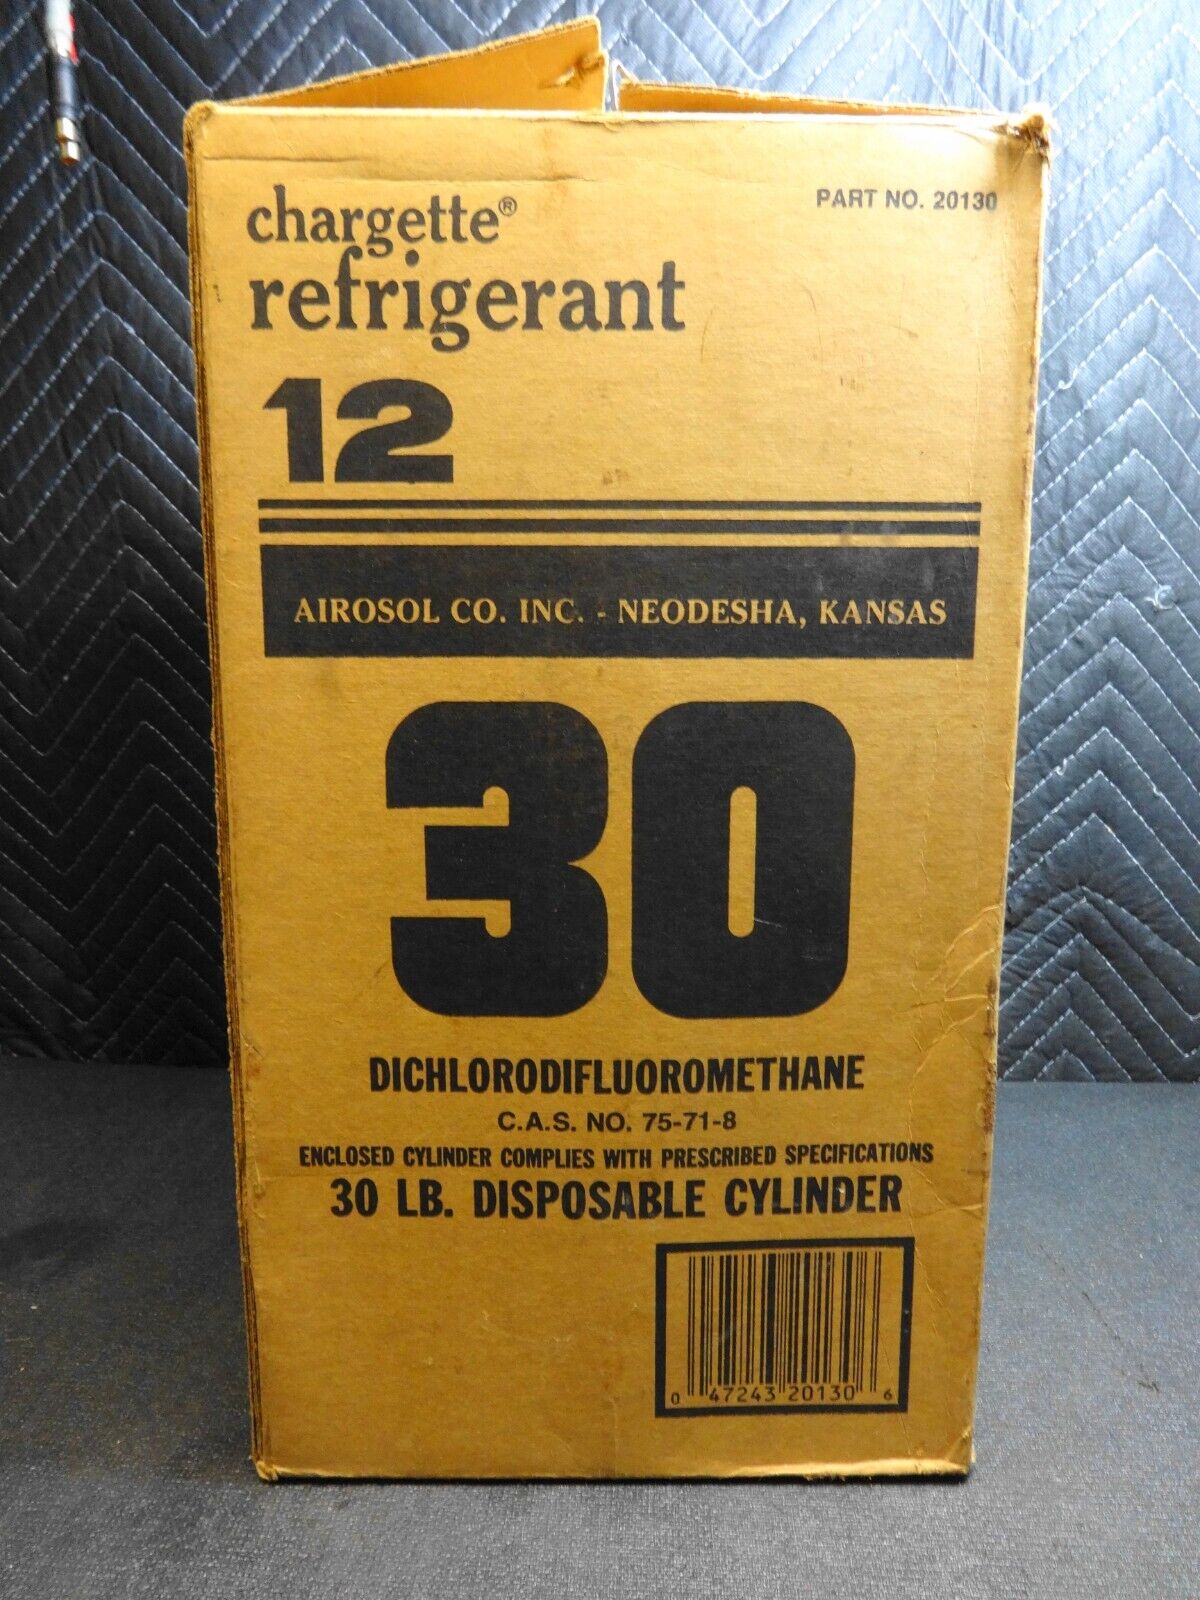 chargette®
PART NO. 20130
refrigerant
12
AIROSOL CO. INC. - NEODESHA, KANSAS
30
DICHLORODIFLUOROMETHANE
C.A.S. NO. 75-71-8
ENCLOSED CYLINDER COMPLIES WITH PRESCRIBED SPECIFICATIONS
30 LB. DISPOSABLE CYLINDER
0 47243 20130 6